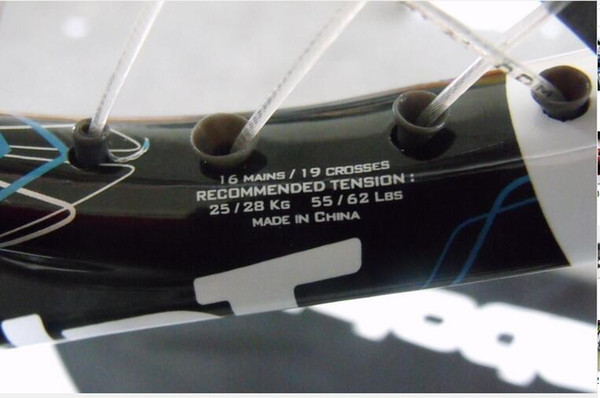 16 MAINS / 19 CROSSES
RECOMMENDED TENSION :
25 / 28 KG 55 / 62 LBS
MADE IN CHINA